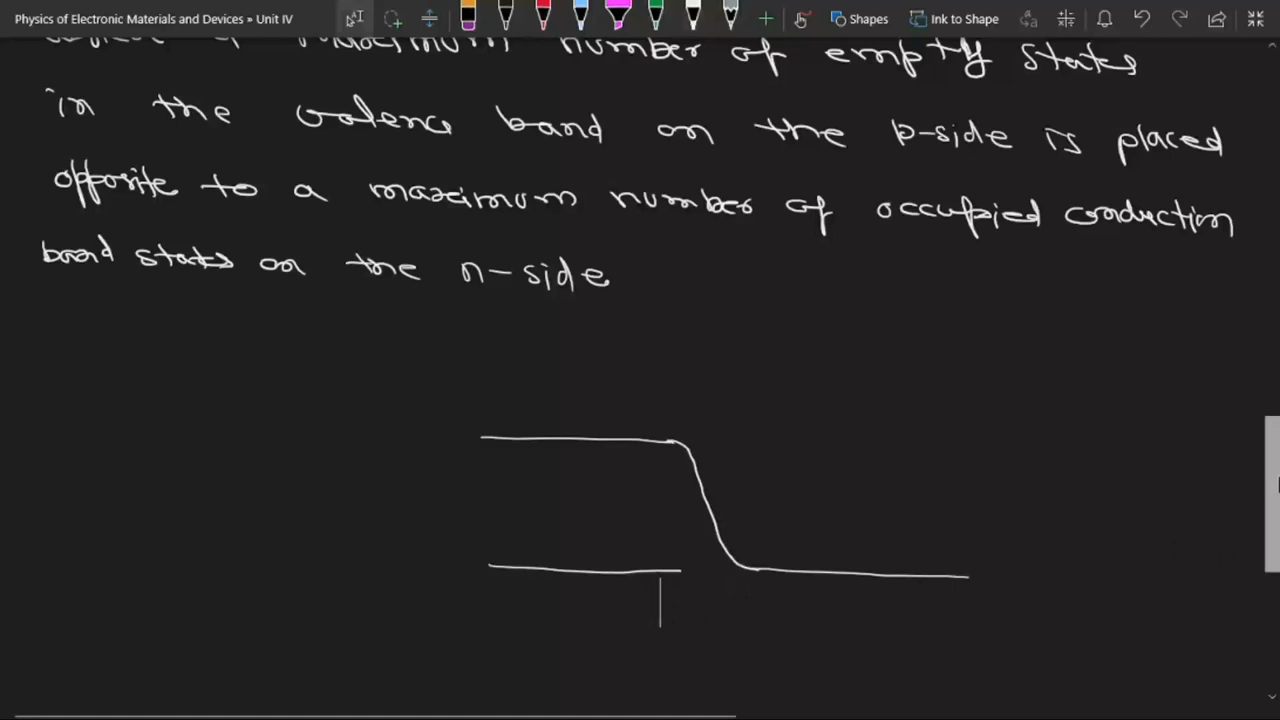 Physics of Electronic Materials and Devices » Unit IV
Shapes
Ink to Shape
maximum number of empty states
in the valence band on the p-side is placed
opposite to a maximum number of occupied conduction
band states on the n-side